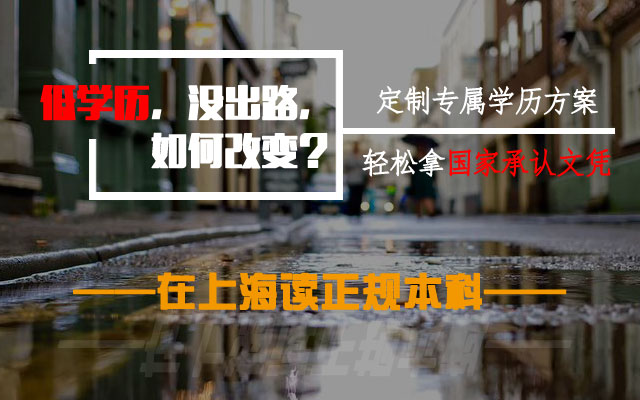 低学历，没出路，
如何改变？
定制专属学历方案
轻松拿国家承认文凭
——在上海读正规本科——